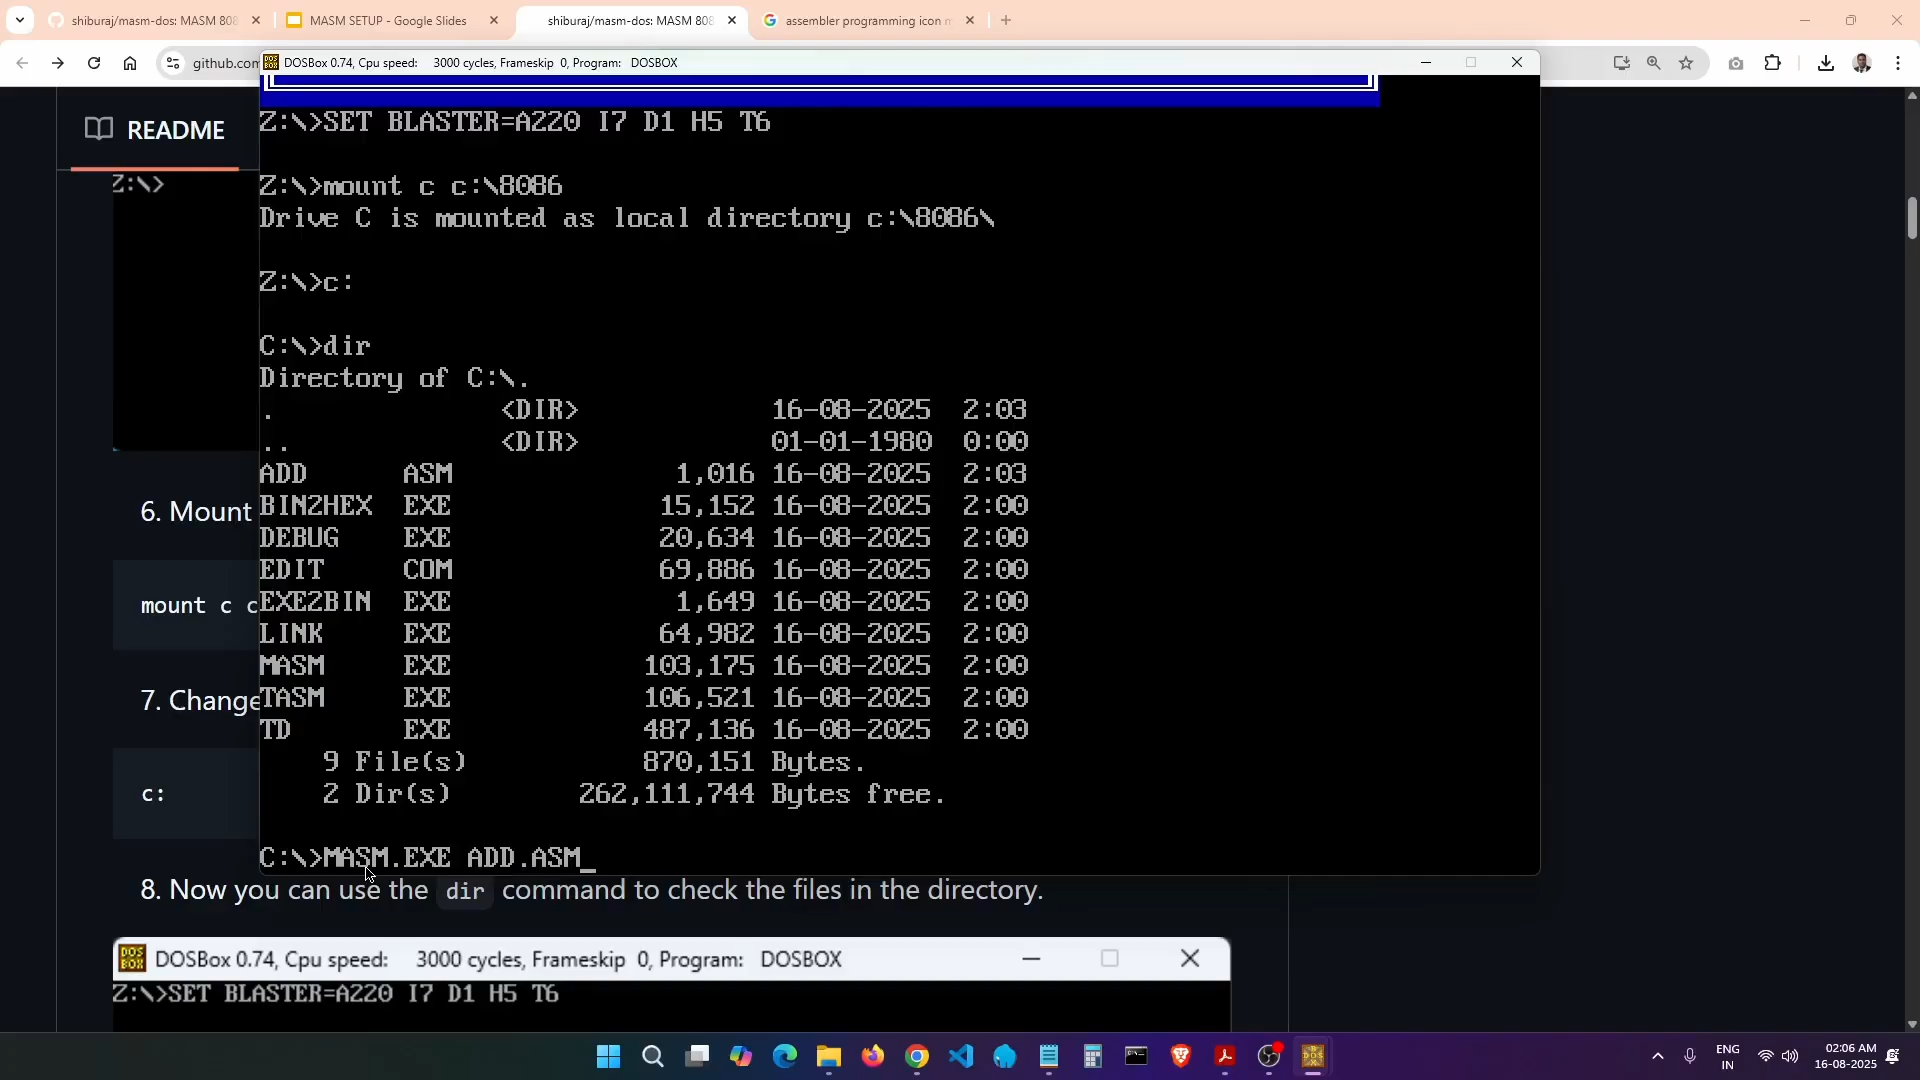 shiburaj/masm-dos: MASM 808
MASM SETUP - Google Slides
shiburaj/masm-dos: MASM 808
assembler programming icon m
github.com
DOSBox 0.74, Cpu speed: 3000 cycles, Frameskip 0, Program: DOSBOX
README
Z:\>
Z:\>SET BLASTER=A220 I7 D1 H5 T6
Z:\>mount c c:\8086
Drive C is mounted as local directory c:\8086\
Z:\>c:
C:\>dir
Directory of C:\.
. <DIR> 16-08-2025 2:03
.. <DIR> 01-01-1980 0:00
ADD ASM 1,016 16-08-2025 2:03
BIN2HEX EXE 15,152 16-08-2025 2:00
DEBUG EXE 20,634 16-08-2025 2:00
EDIT COM 69,886 16-08-2025 2:00
EXE2BIN EXE 1,649 16-08-2025 2:00
LINK EXE 64,982 16-08-2025 2:00
MASM EXE 103,175 16-08-2025 2:00
TASM EXE 106,521 16-08-2025 2:00
TD EXE 487,136 16-08-2025 2:00
9 File(s) 870,151 Bytes.
2 Dir(s) 262,111,744 Bytes free.
C:\>MASM.EXE ADD.ASM_
6. Mount
mount c c
7. Change
c:
8. Now you can use the dir command to check the files in the directory.
DOSBox 0.74, Cpu speed: 3000 cycles, Frameskip 0, Program: DOSBOX
Z:\>SET BLASTER=A220 I7 D1 H5 T6
ENG
IN
02:06 AM
16-08-2025